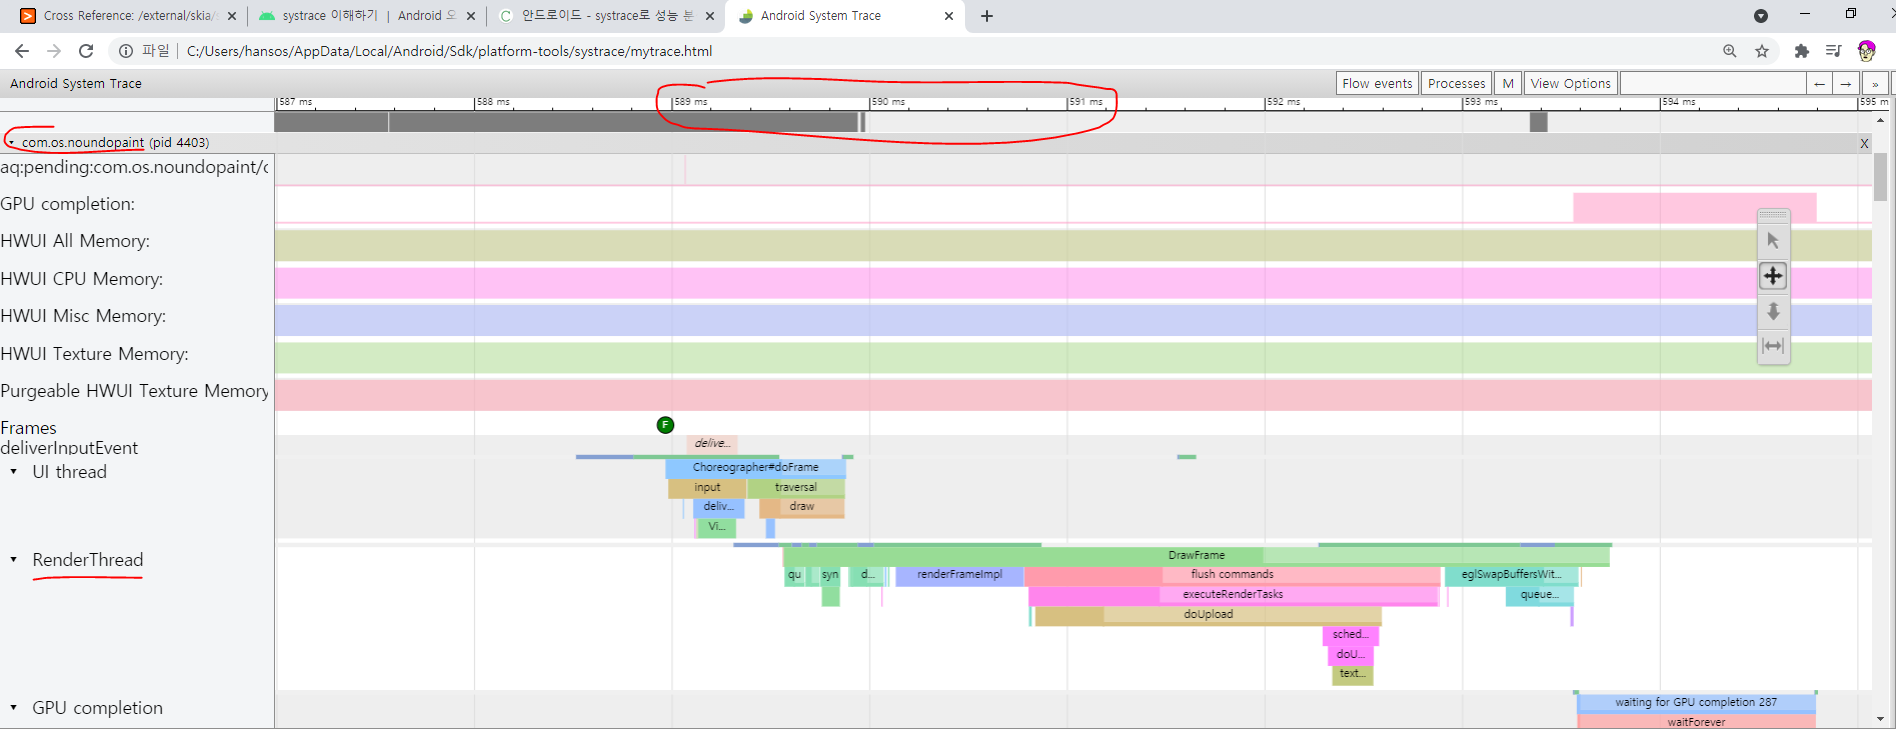 Cross Reference: /external/skia/s
systrace 이해하기 | Android 오
안드로이드 - systrace로 성능 분
Android System Trace
파일
C:/Users/hansos/AppData/Local/Android/Sdk/platform-tools/systrace/mytrace.html
Android System Trace
Flow events
Processes
M
View Options
←
→
»
587 ms
588 ms
589 ms
590 ms
591 ms
592 ms
593 ms
594 ms
595 m
com.os.noundopaint (pid 4403)
X
aq:pending:com.os.noundopaint/c
GPU completion:
HWUI All Memory:
HWUI CPU Memory:
HWUI Misc Memory:
HWUI Texture Memory:
Purgeable HWUI Texture Memory
Frames
F
deliverInputEvent
delive...
UI thread
Choreographer#doFrame
input
traversal
deliv...
draw
Vi...
RenderThread
DrawFrame
qu
syn
d...
renderFrameImpl
flush commands
eglSwapBuffersWit...
executeRenderTasks
queue...
doUpload
sched...
doU...
text...
GPU completion
waiting for GPU completion 287
waitForever